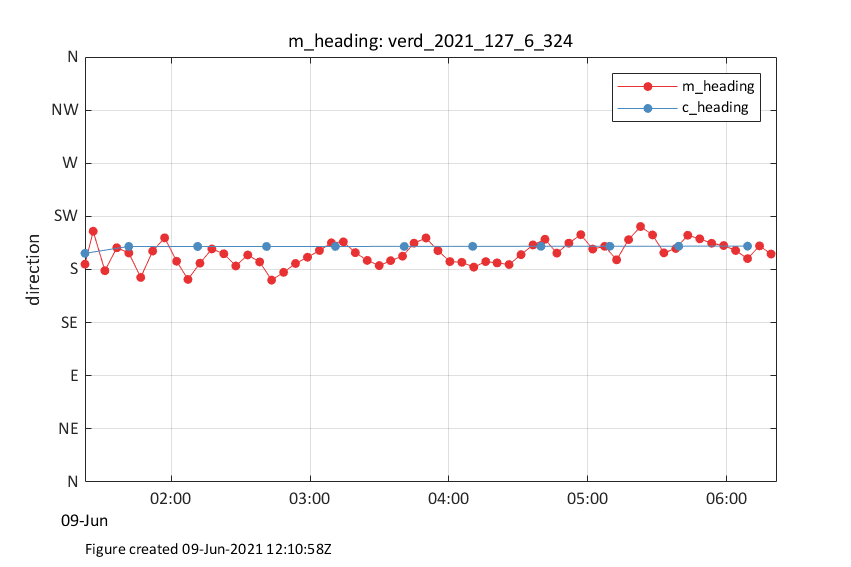 m_heading: verd_2021_127_6_324
m_heading
c_heading
N
NW
W
SW
S
SE
E
NE
N
direction
02:00 03:00 04:00 05:00 06:00
09-Jun
Figure created 09-Jun-2021 12:10:58Z